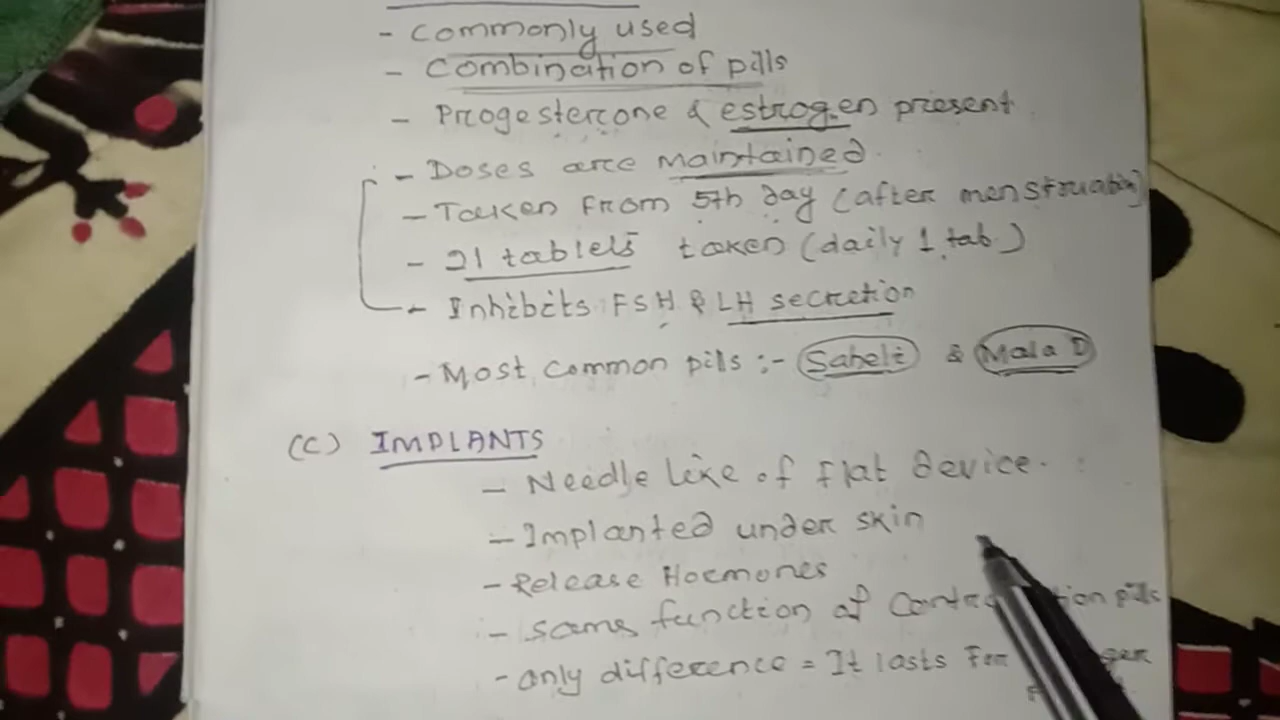 - commonly used
- combination of pills
- Progesterone & estrogen present
- Doses are maintained
- Taken from 5th day (after menstruation)
- 21 tablets taken (daily 1 tab)
- Inhibits FSH & LH secretion
- Most common pills :- Saheli & Mala D
(C) IMPLANTS
- Needle like of flat device.
- Implanted under skin
- Release Hormones
- same function of pills
- only difference = It lasts for